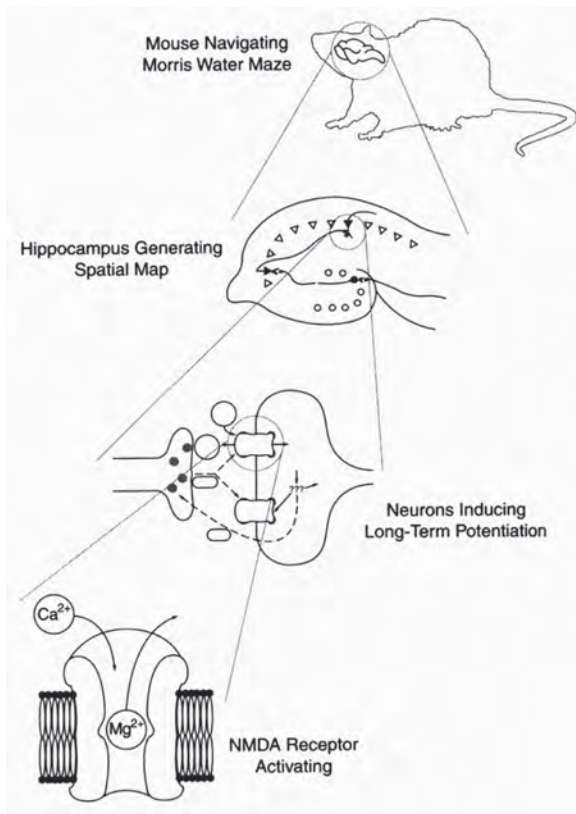 Mouse Navigating
Morris Water Maze
Hippocampus Generating
Spatial Map
???
Neurons Inducing
Long-Term Potentiation
Ca²⁺
Mg²⁺
NMDA Receptor
Activating